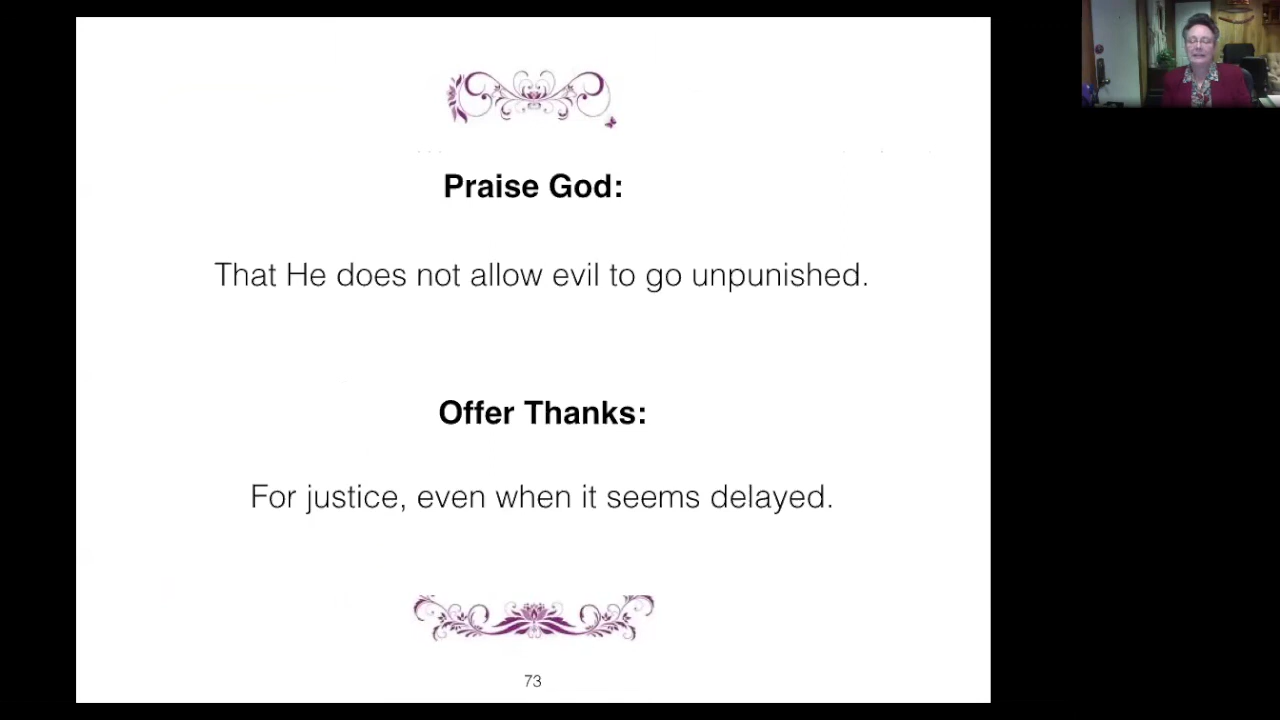 Praise God:
That He does not allow evil to go unpunished.
Offer Thanks:
For justice, even when it seems delayed.
73